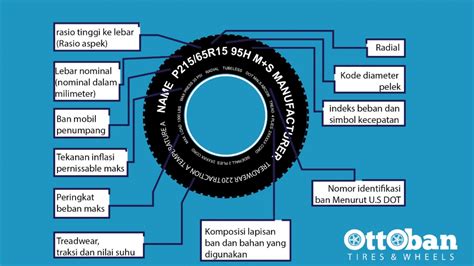 rasio tinggi ke lebar
(Rasio aspek)
Lebar nominal
(nominal dalam
milimeter)
Ban mobil
penumpang
Tekanan inflasi
pernissable maks
Peringkat
beban maks
Treadwear,
traksi dan nilai suhu
NAME P215/65R15 95H M+S MANUFACTURER
TREADWEAR 220 TRACTION A TEMPERATURE A
RADIAL TUBELESS
Komposisi lapisan
ban dan bahan yang
digunakan
Radial
Kode diameter
pelek
indeks beban dan
simbol kecepatan
Nomor identifikasi
ban Menurut U.S DOT
OttOban
TIRES & WHEELS